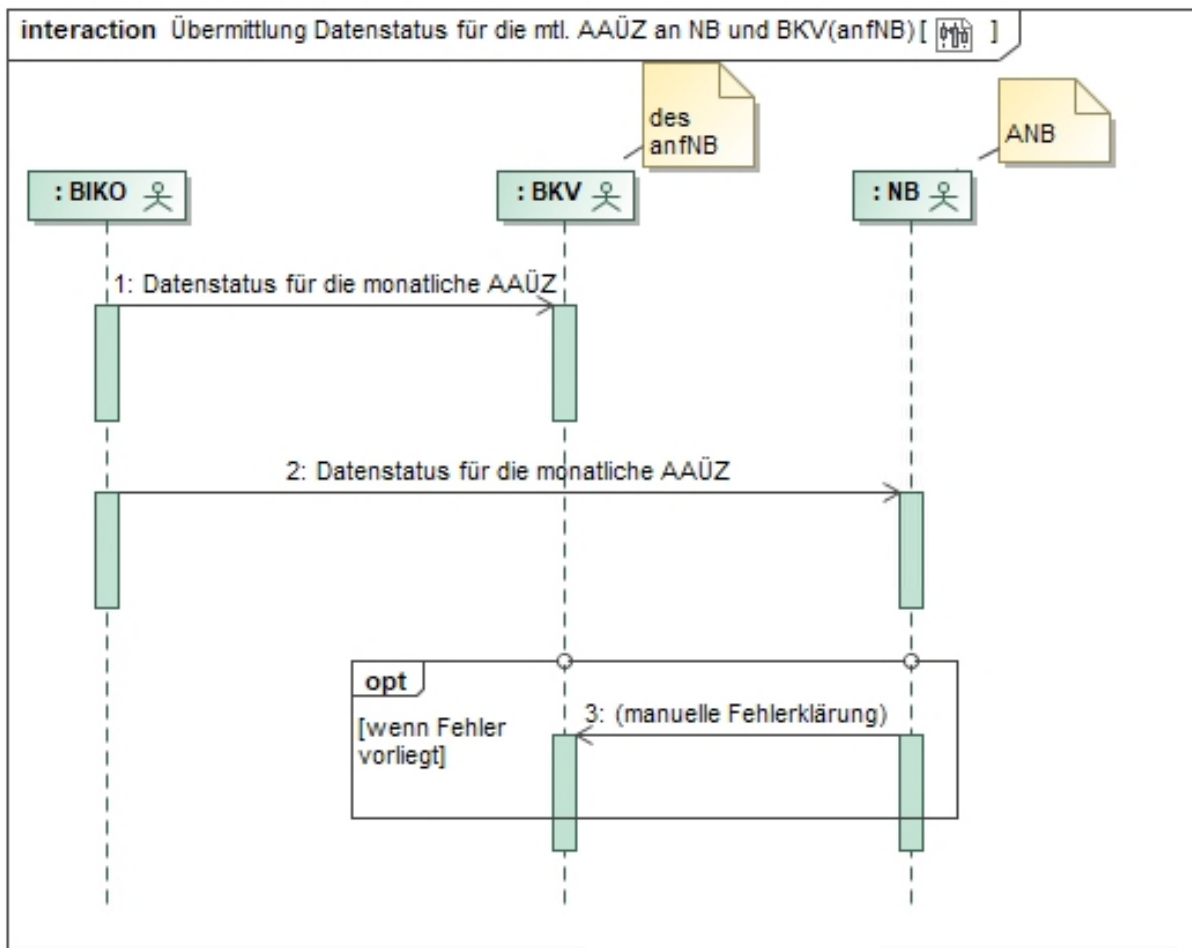 interaction Übermittlung Datenstatus für die mtl. AAÜZ an NB und BKV(anfNB) [ ]
des
anfNB
ANB
: BIKO
: BKV
: NB
1: Datenstatus für die monatliche AAÜZ
2: Datenstatus für die monatliche AAÜZ
opt
3: (manuelle Fehlerklärung)
[wenn Fehler
vorliegt]